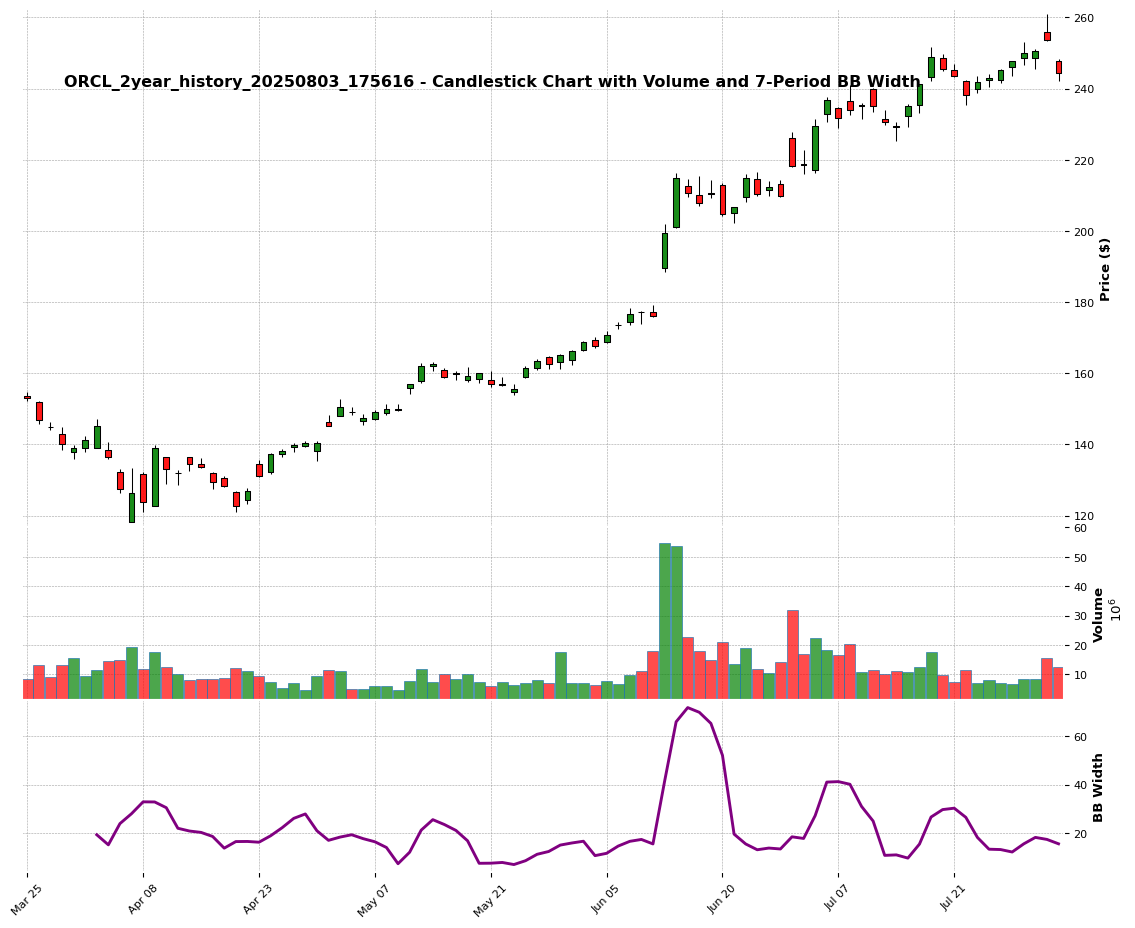 ORCL_2year_history_20250803_175616 - Candlestick Chart with Volume and 7-Period BB Width
260
240
220
200
180
160
140
120
Price ($)
60
50
40
30
20
10
Volume
10^6
60
40
20
BB Width
Mar 25
Apr 08
Apr 23
May 07
May 21
Jun 05
Jun 20
Jul 07
Jul 21